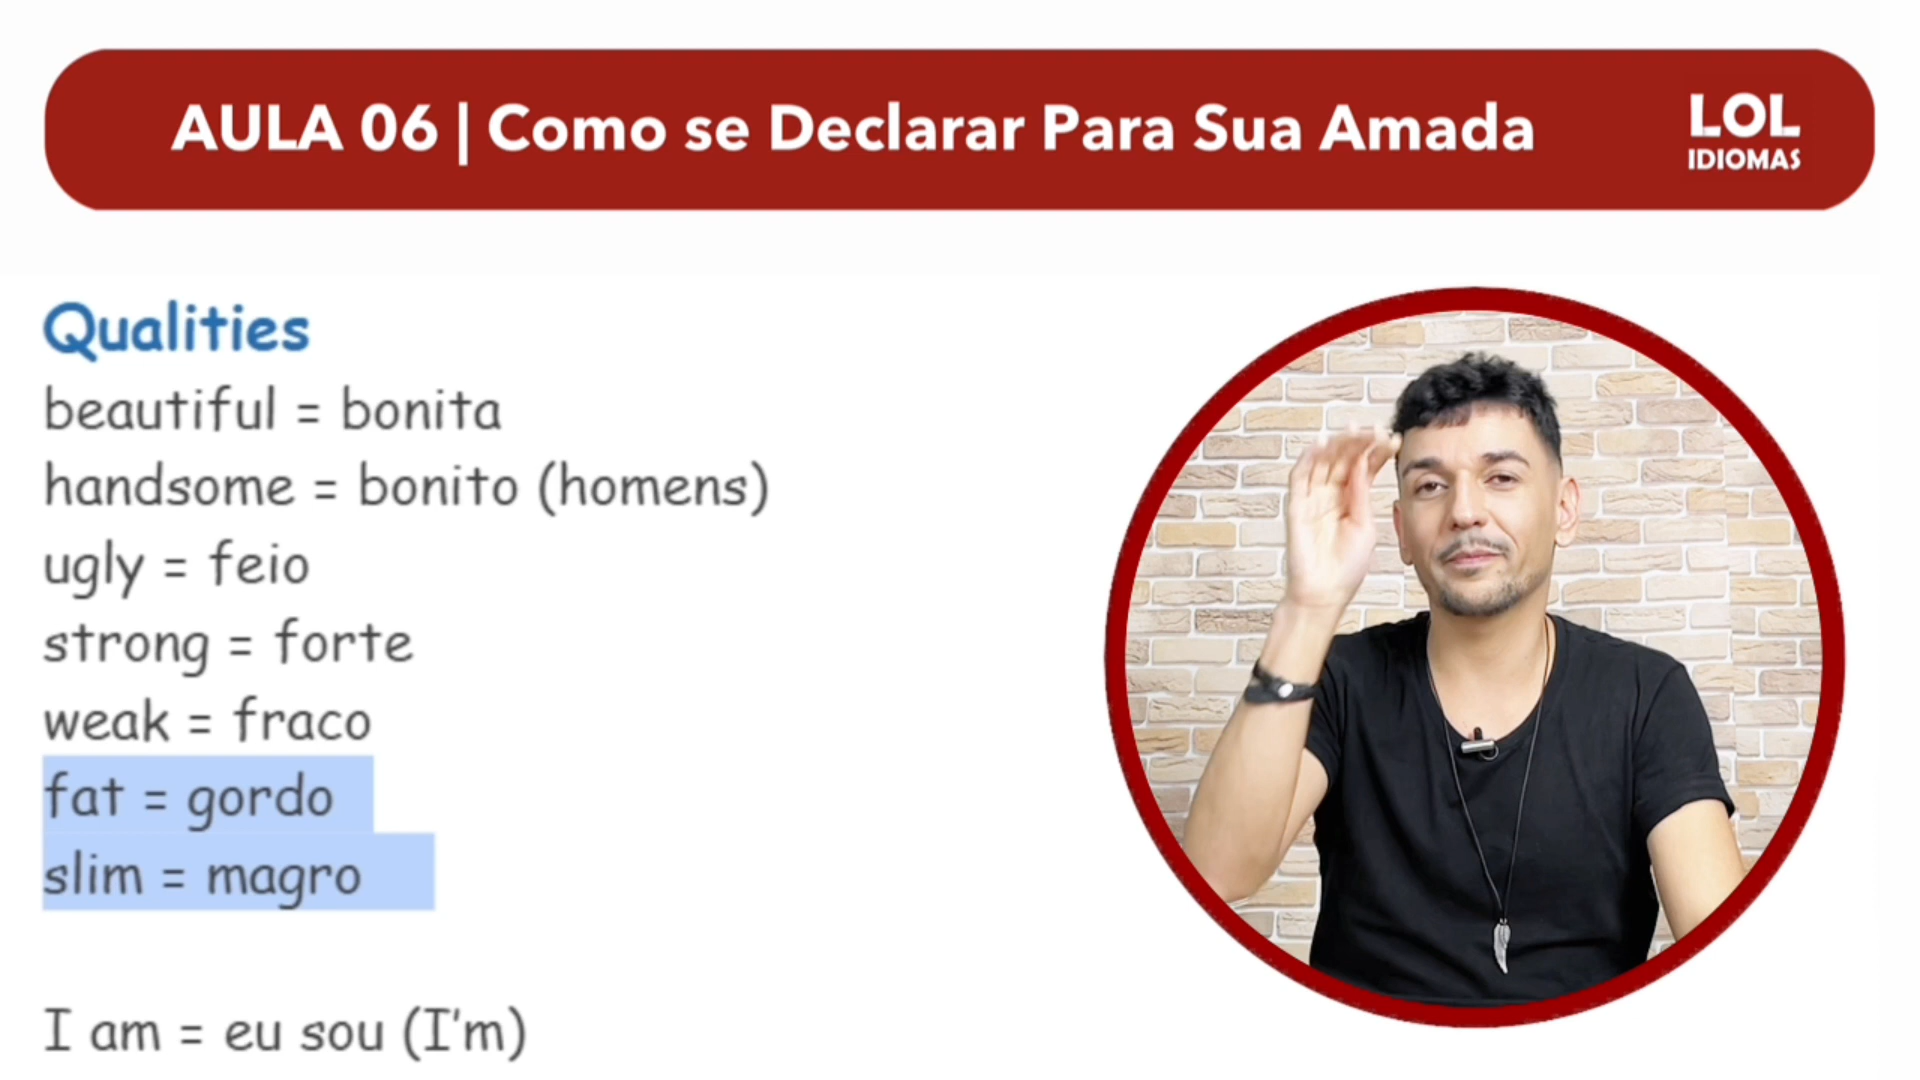 AULA 06 | Como se Declarar Para Sua Amada
LOL
IDIOMAS
Qualities
beautiful = bonita
handsome = bonito (homens)
ugly = feio
strong = forte
weak = fraco
fat = gordo
slim = magro
I am = eu sou (I'm)